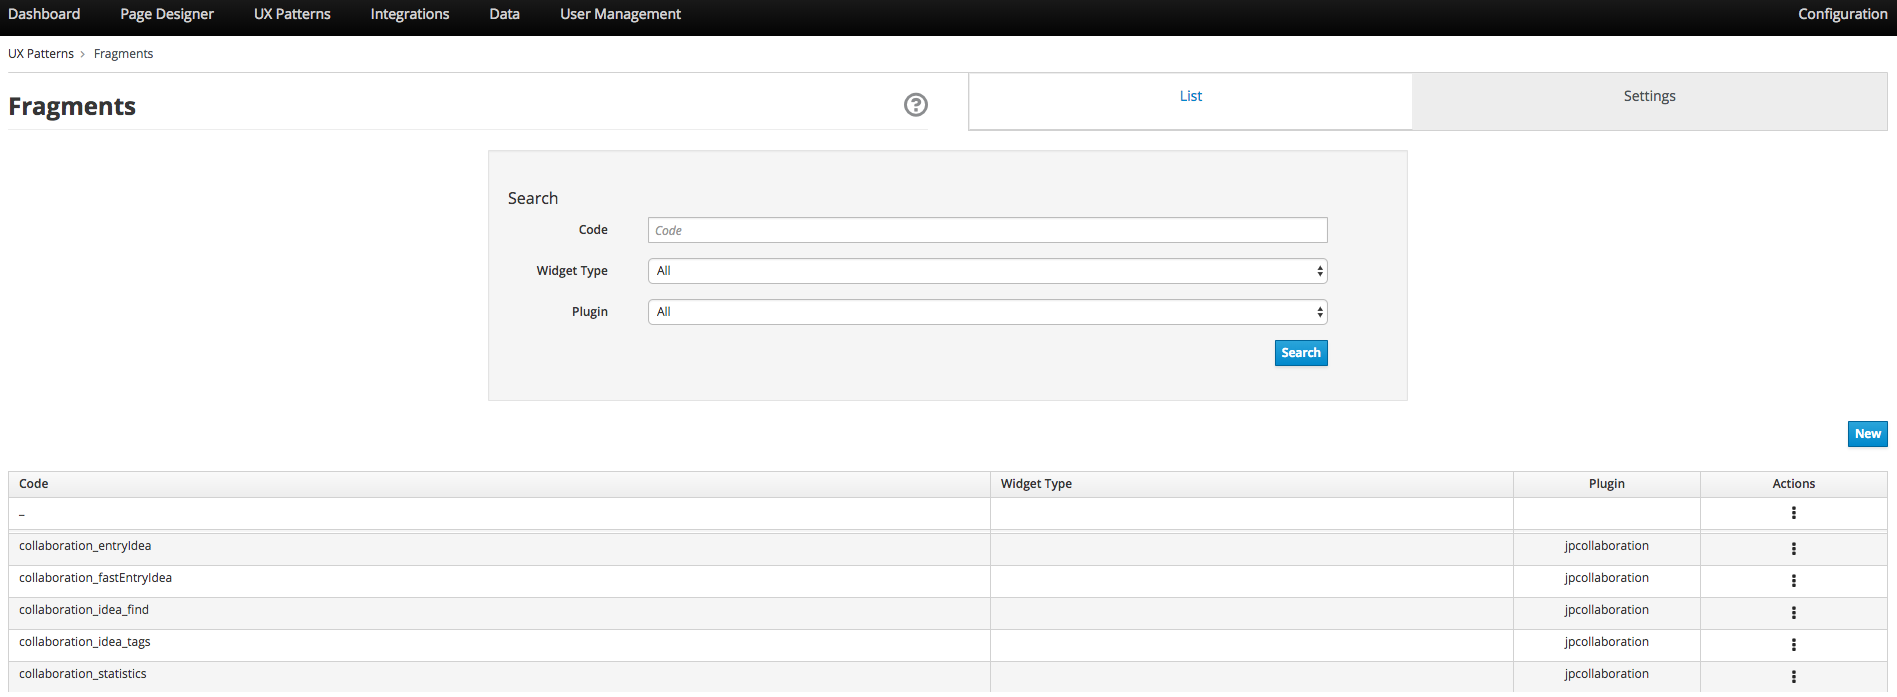 Dashboard Page Designer UX Patterns Integrations Data User Management Configuration
UX Patterns > Fragments
Fragments ? List Settings
Search
Code Code
Widget Type All
Plugin All
Search
New
Code Widget Type Plugin Actions
–
collaboration_entryIdea jpcollaboration
collaboration_fastEntryIdea jpcollaboration
collaboration_idea_find jpcollaboration
collaboration_idea_tags jpcollaboration
collaboration_statistics jpcollaboration